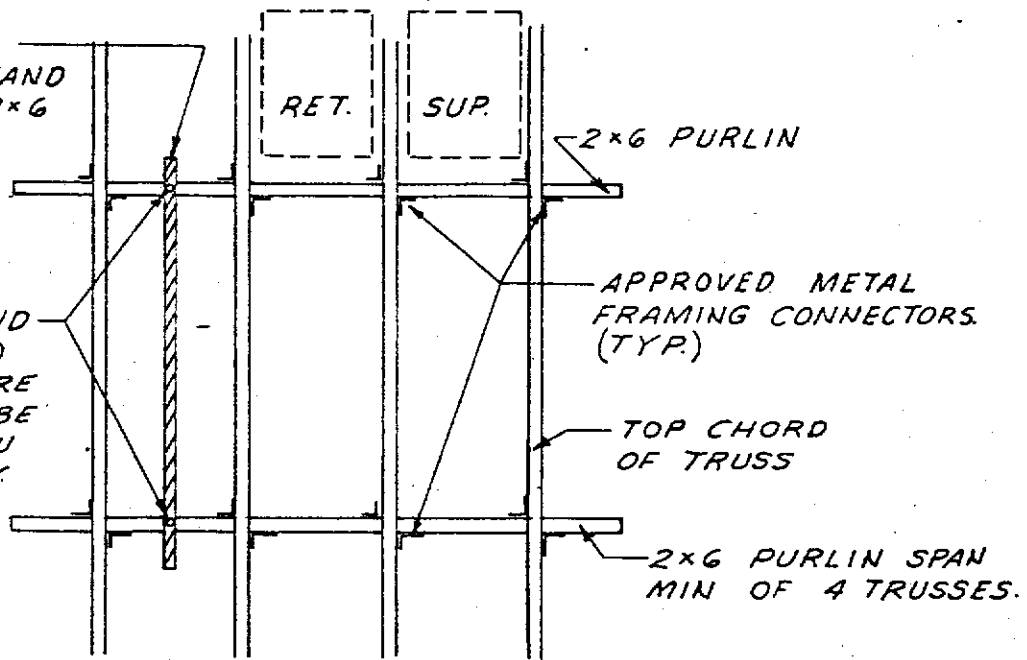 AND
2×6
RET.
SUP.
2×6 PURLIN
APPROVED METAL
FRAMING CONNECTORS.
(TYP.)
TOP CHORD
OF TRUSS
2×6 PURLIN SPAN
MIN OF 4 TRUSSES.
BE